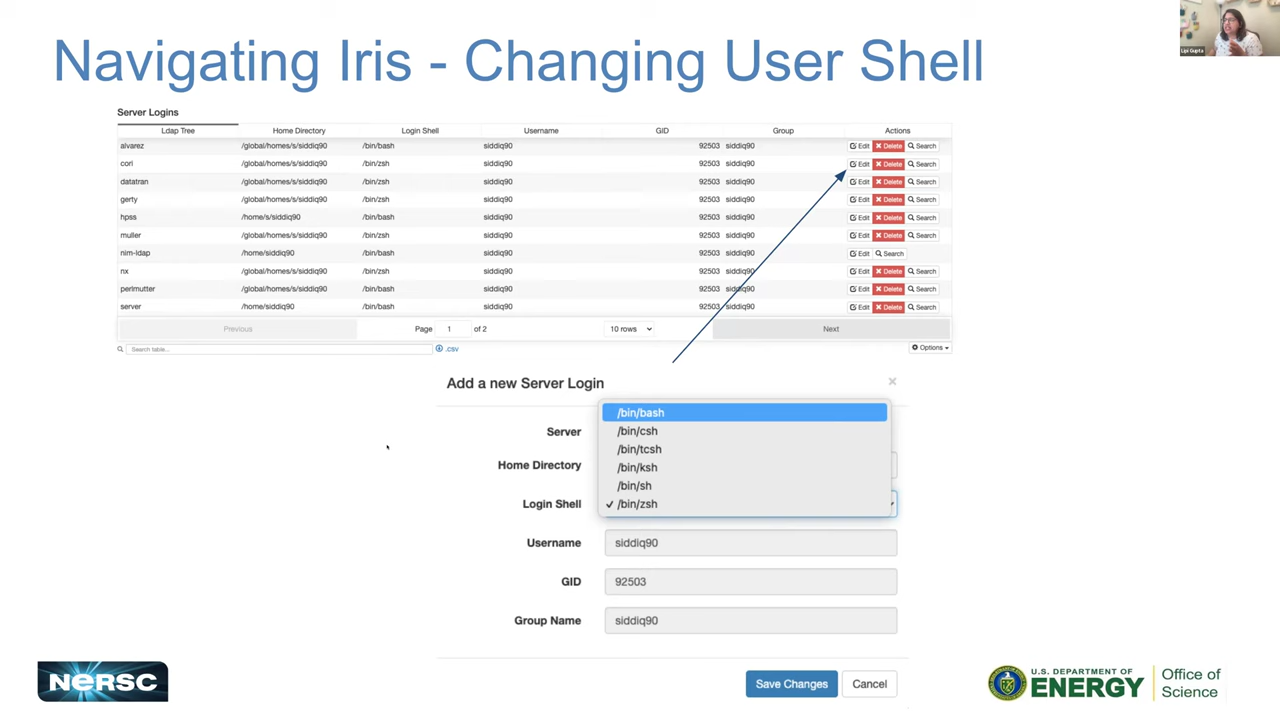 Navigating Iris - Changing User Shell
Lipi Gupta
Server Logins
Ldap Tree Home Directory Login Shell Username GID Group Actions
alvarez /global/homes/s/siddiq90 /bin/bash siddiq90 92503 siddiq90 Edit Delete Search
cori /global/homes/s/siddiq90 /bin/zsh siddiq90 92503 siddiq90 Edit Delete Search
datatran /global/homes/s/siddiq90 /bin/zsh siddiq90 92503 siddiq90 Edit Delete Search
gerty /global/homes/s/siddiq90 /bin/zsh siddiq90 92503 siddiq90 Edit Delete Search
hpss /home/s/siddiq90 /bin/bash siddiq90 92503 siddiq90 Edit Delete Search
muller /global/homes/s/siddiq90 /bin/zsh siddiq90 92503 siddiq90 Edit Delete Search
nim-ldap /home/siddiq90 /bin/bash siddiq90 92503 siddiq90 Edit Search
nx /global/homes/s/siddiq90 /bin/zsh siddiq90 92503 siddiq90 Edit Delete Search
perlmutter /global/homes/s/siddiq90 /bin/bash siddiq90 92503 siddiq90 Edit Delete Search
server /home/siddiq90 /bin/bash siddiq90 92503 siddiq90 Edit Delete Search
Previous Page 1 of 2 10 rows Next
Search table... .csv Options
Add a new Server Login ×
/bin/bash
Server /bin/csh
/bin/tcsh
Home Directory /bin/ksh
/bin/sh
Login Shell ✓ /bin/zsh
Username siddiq90
GID 92503
Group Name siddiq90
Save Changes Cancel
NERSC
U.S. DEPARTMENT OF
ENERGY
Office of
Science